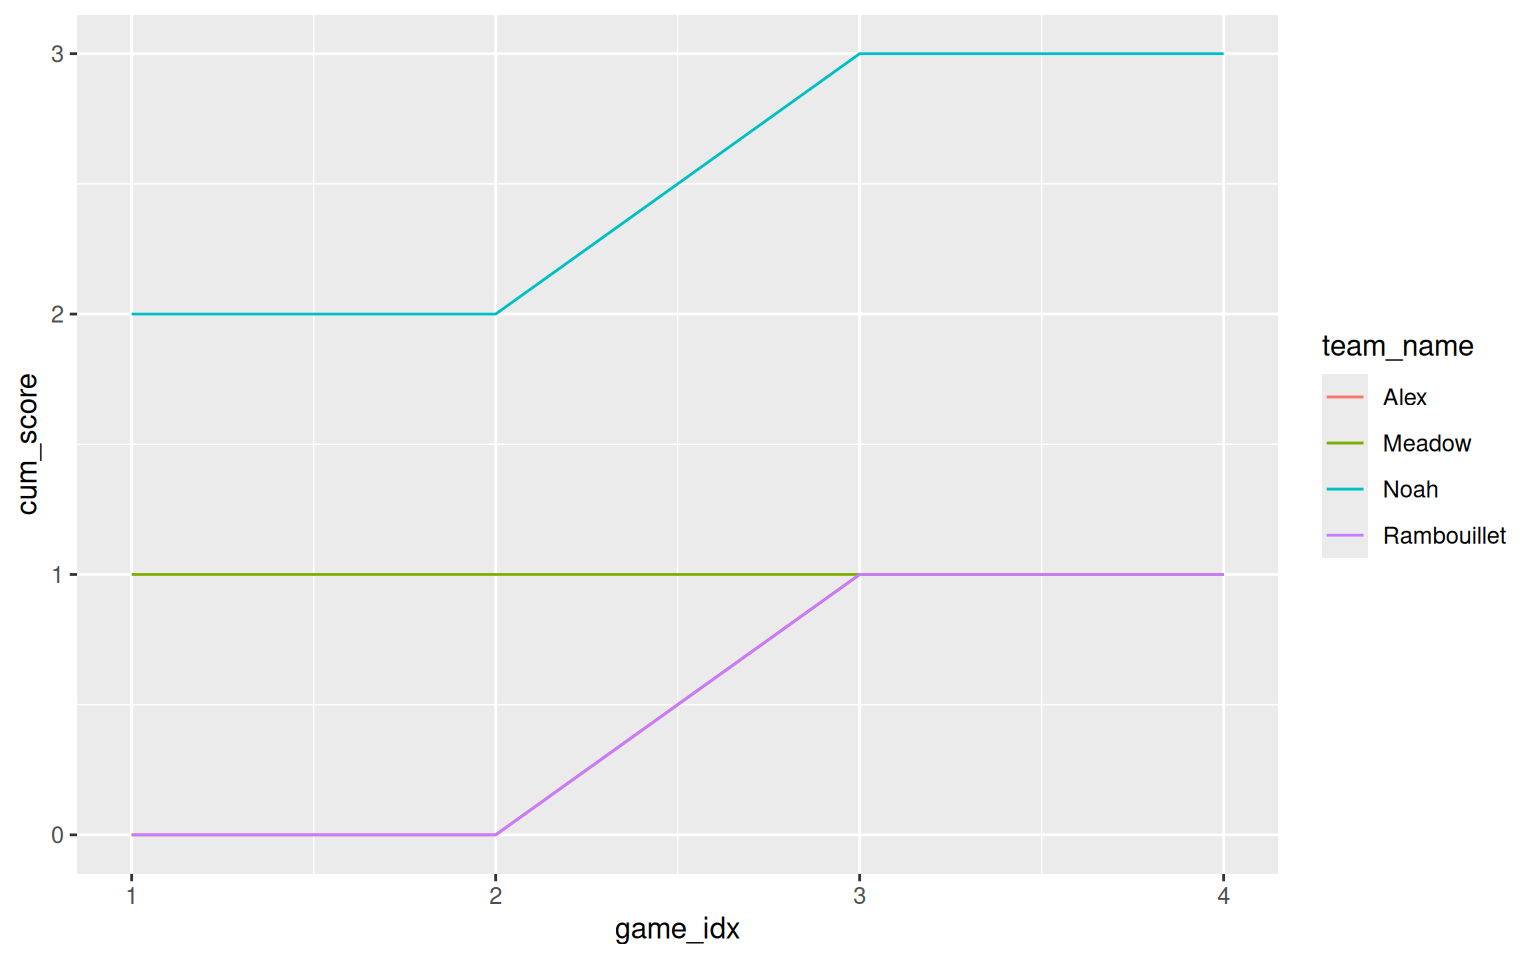 3
2
1
0
cum_score
1
2
3
4
game_idx
team_name
Alex
Meadow
Noah
Rambouillet